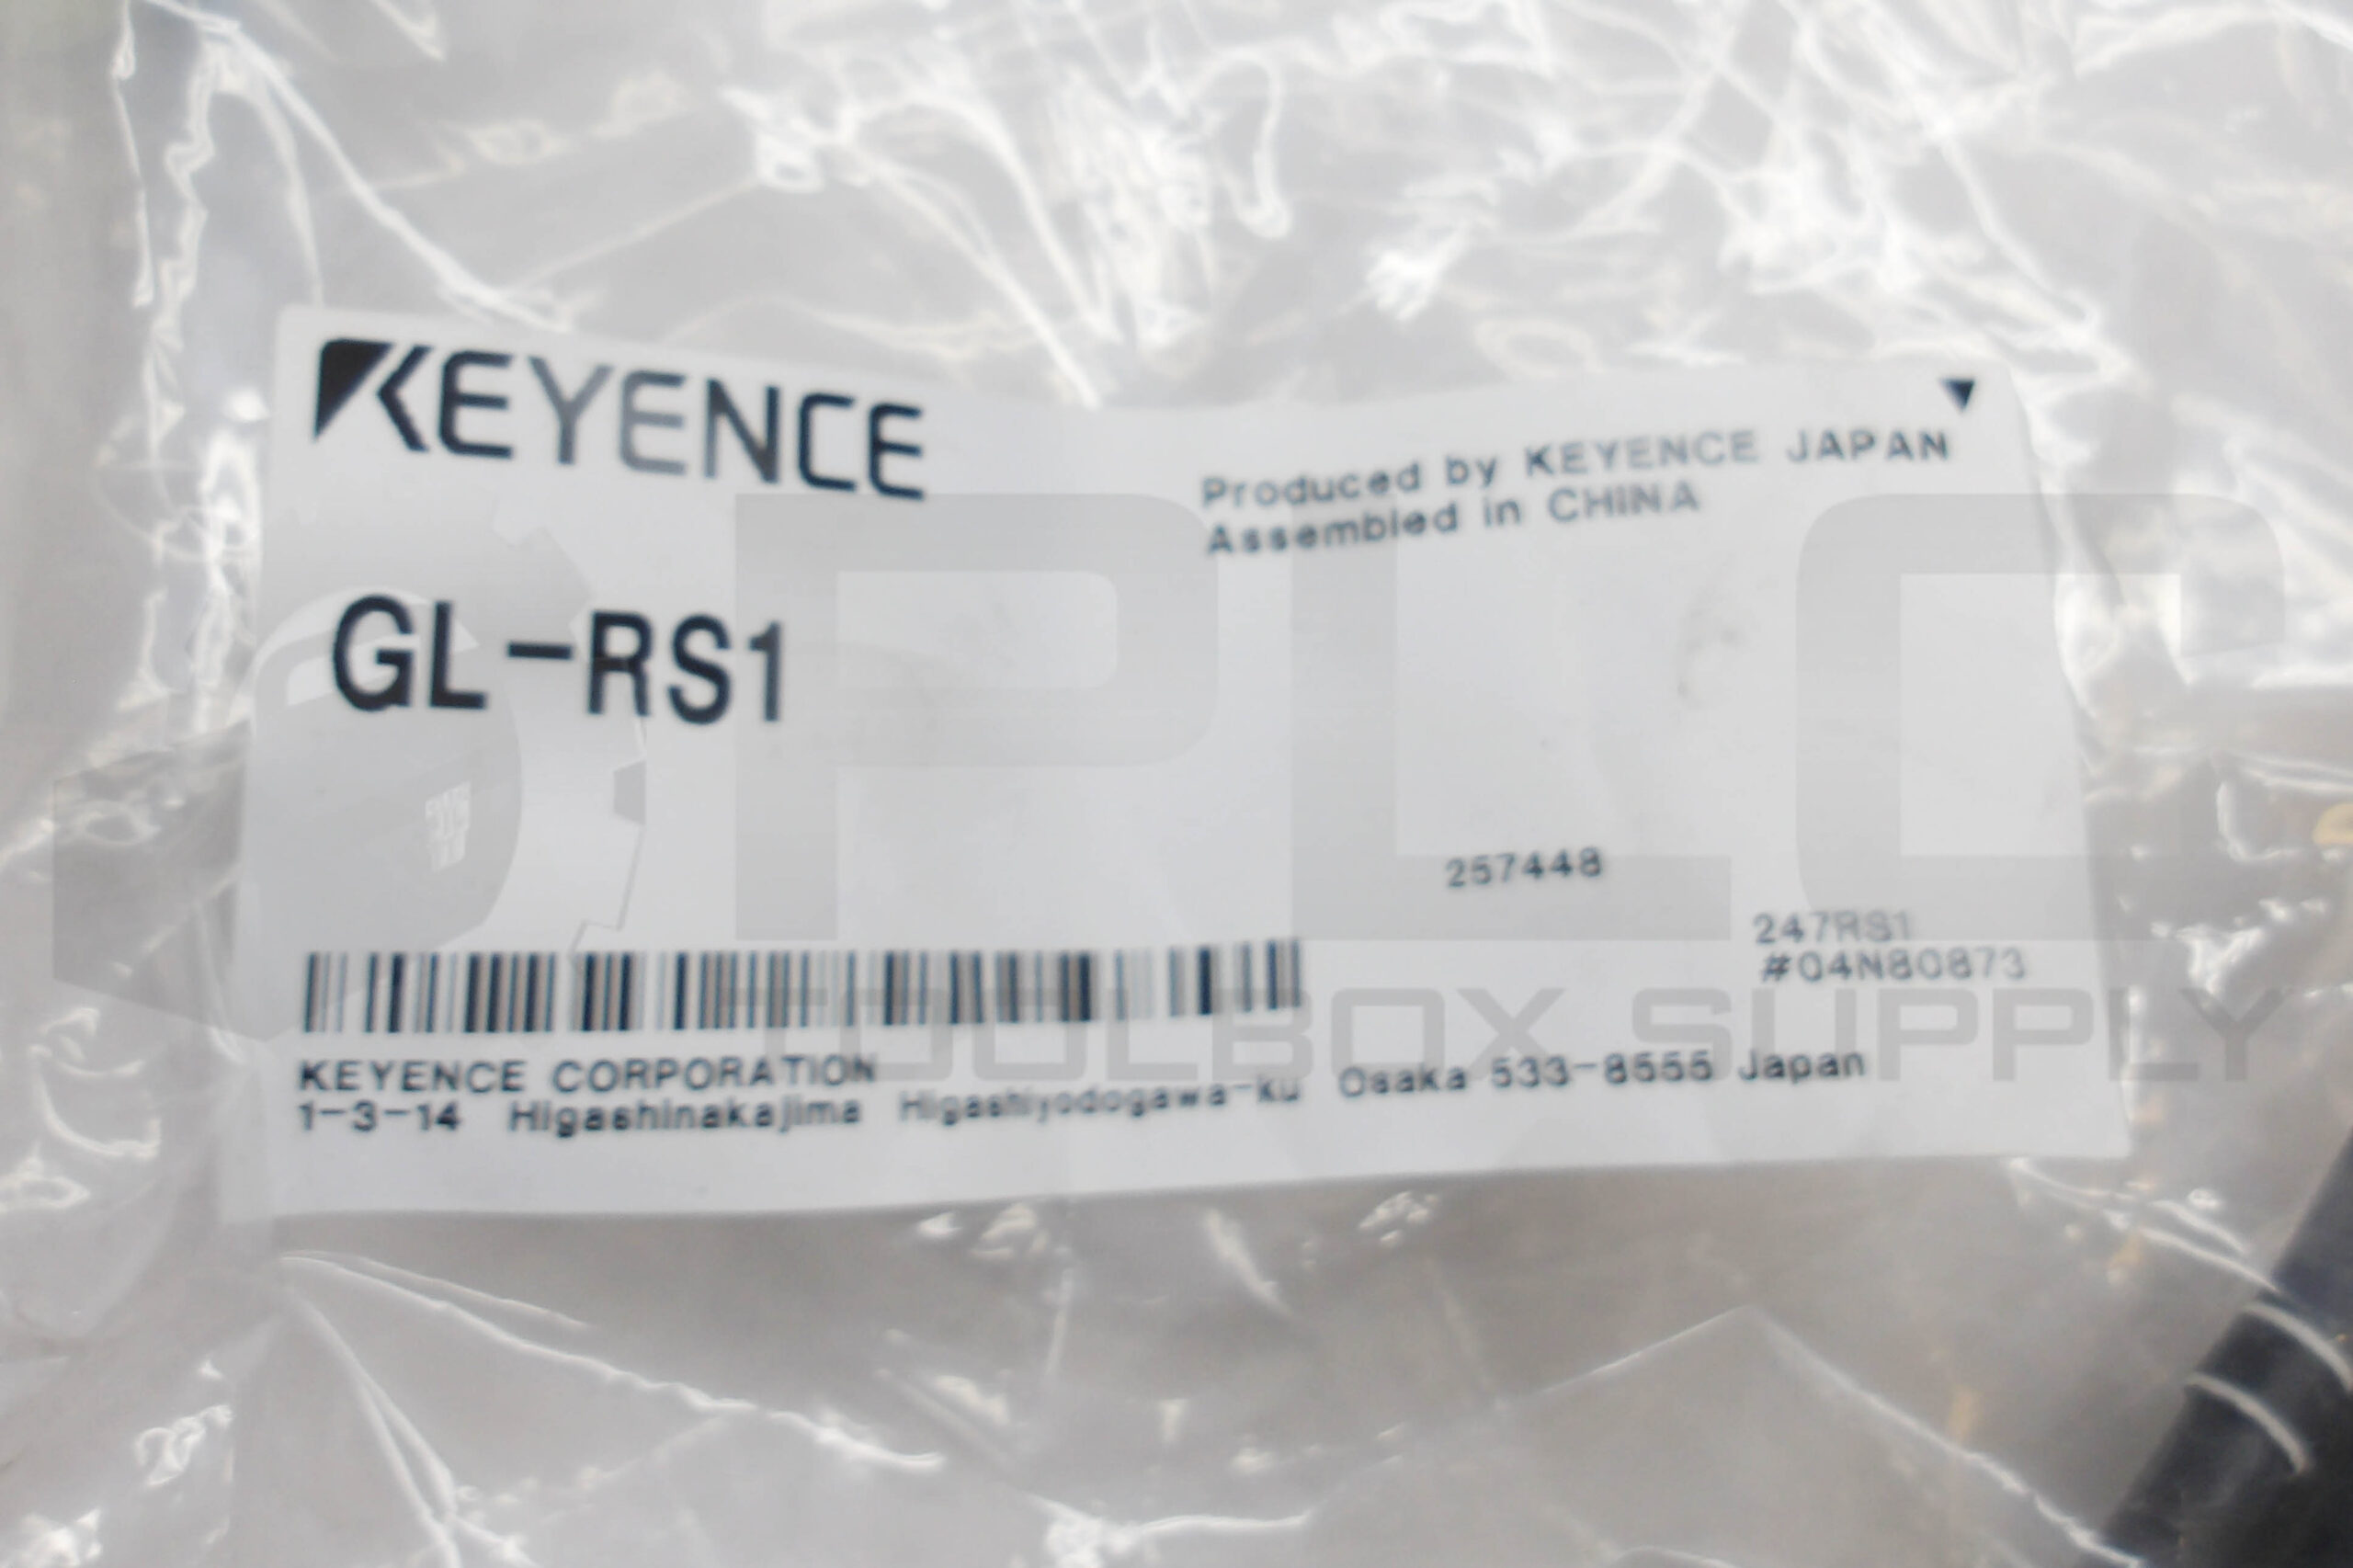 KEYENCE
Produced by KEYENCE JAPAN
Assembled in CHINA
GL-RS1
257448
247RS1
#04N80873
KEYENCE CORPORATION
1-3-14 Higashinakajima Higashiyodogawa-ku Osaka 533-8555 Japan
PLC
TOOLBOX SUPPLY